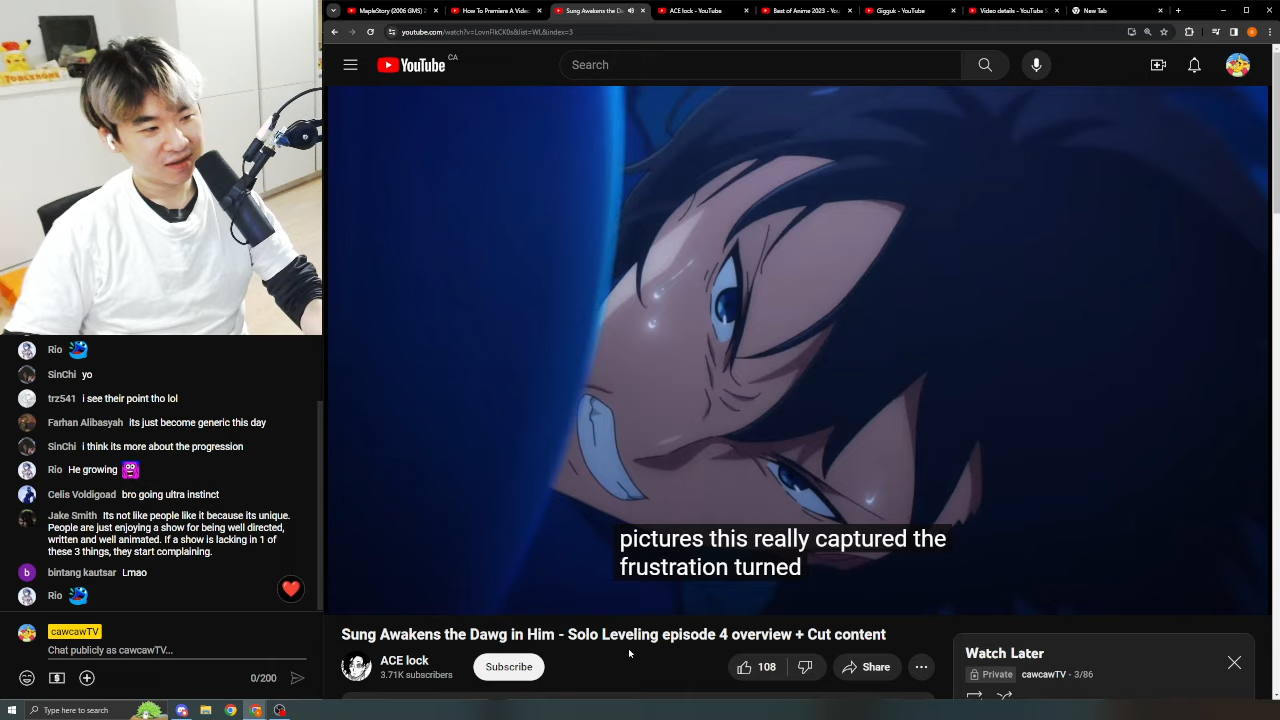 MapleStory (2006 GMS) 2
How To Premiere A Video
Sung Awakens the Da
ACE lock - YouTube
Best of Anime 2023 - You
Gigguk - YouTube
Video details - YouTube S
New Tab
youtube.com/watch?v=LovnFlkCK0s&list=WL&index=3
YouTube CA
Search
pictures this really captured the
frustration turned
Rio
SinChi yo
trz541 i see their point tho lol
Farhan Alibasyah its just become generic this day
SinChi i think its more about the progression
Rio He growing
Celis Voldigoad bro going ultra instinct
Jake Smith Its not like people like it because its unique.
People are just enjoying a show for being well directed,
written and well animated. If a show is lacking in 1 of
these 3 things, they start complaining.
b bintang kautsar Lmao
Rio
cawcawTV
Chat publicly as cawcawTV...
0/200
Sung Awakens the Dawg in Him - Solo Leveling episode 4 overview + Cut content
ACE lock
3.71K subscribers
Subscribe
108
Share
Watch Later
Private cawcawTV - 3/86
Type here to search